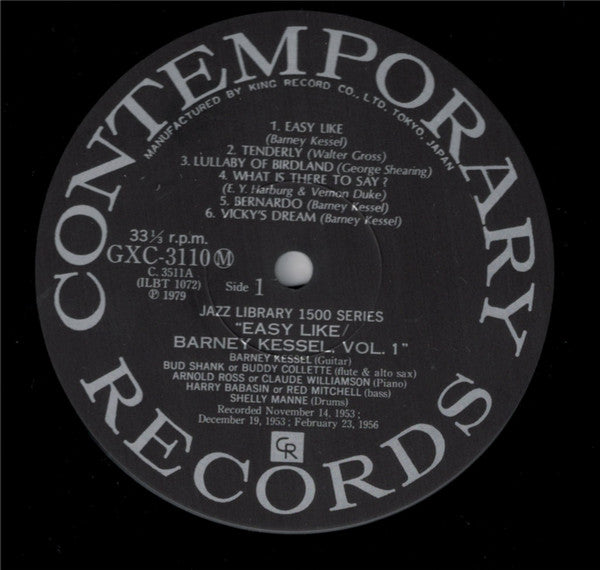 CONTEMPORARY
MANUFACTURED BY KING RECORD CO., LTD. TOKYO, JAPAN
1. EASY LIKE
(Barney Kessel)
2. TENDERLY (Walter Gross)
3. LULLABY OF BIRDLAND (George Shearing)
4. WHAT IS THERE TO SAY ?
(E. Y. Harburg & Vernon Duke)
5. BERNARDO (Barney Kessel)
6. VICKY'S DREAM (Barney Kessel)
33⅓ r.p.m.
GXC-3110 Ⓜ
C. 3511A
(ILBT 1072)
℗ 1979
Side 1
JAZZ LIBRARY 1500 SERIES
"EASY LIKE/
BARNEY KESSEL, VOL. 1"
BARNEY KESSEL (Guitar)
BUD SHANK or BUDDY COLLETTE (flute & alto sax)
ARNOLD ROSS or CLAUDE WILLIAMSON (Piano)
HARRY BABASIN or RED MITCHELL (bass)
SHELLY MANNE (Drums)
Recorded November 14, 1953 ;
December 19, 1953 ; February 23, 1956
CR
RECORDS